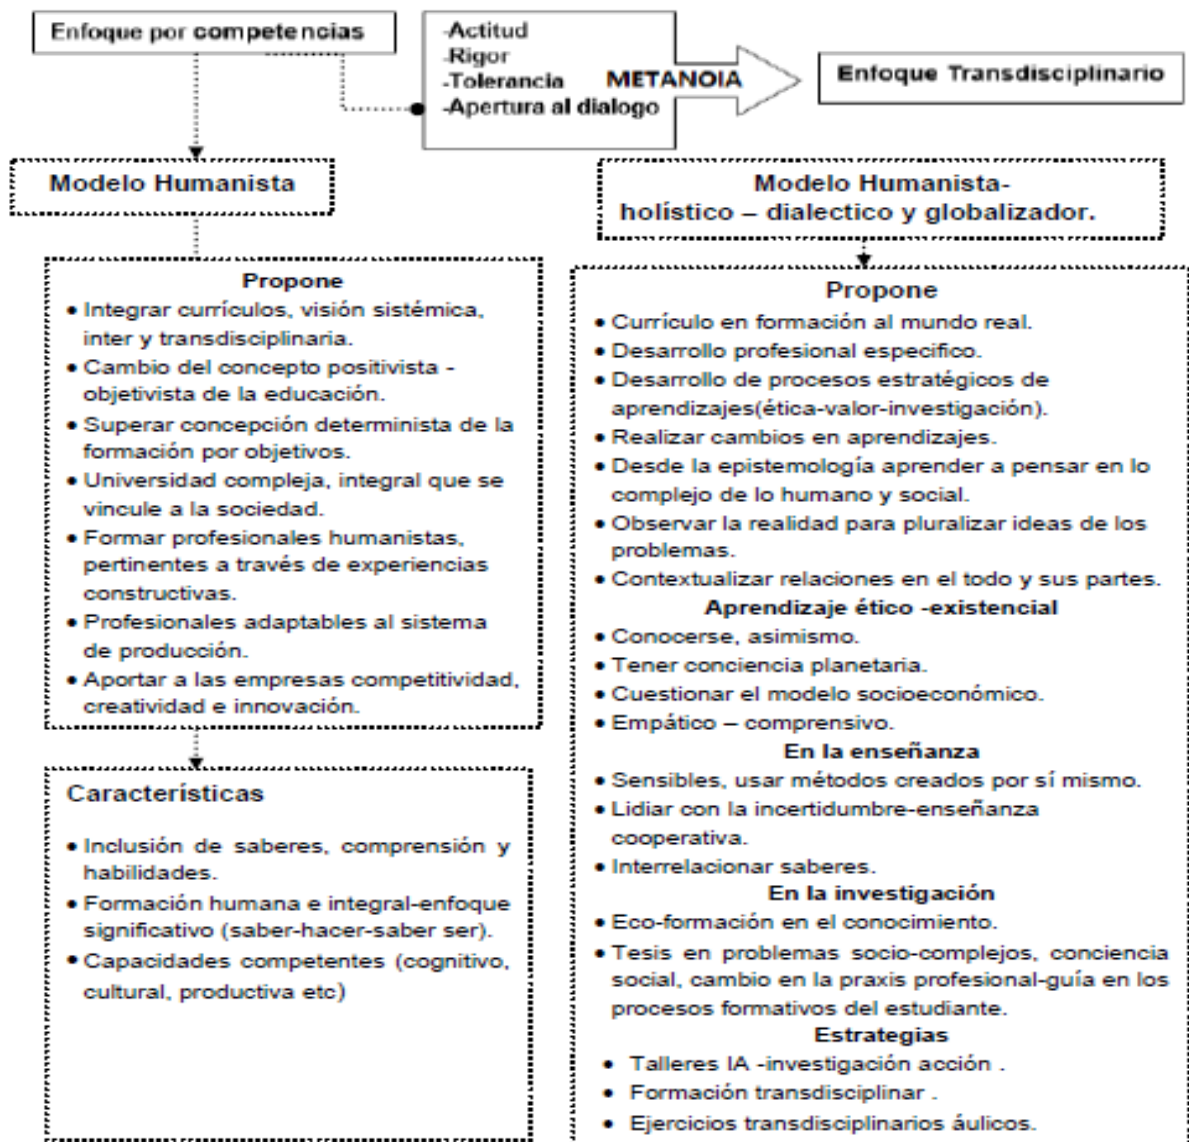 Enfoque por competencias
-Actitud
-Rigor
-Tolerancia
-Apertura al dialogo
METANOIA
Enfoque Transdisciplinario
Modelo Humanista
Propone
• Integrar currículos, visión sistémica,
inter y transdisciplinaria.
• Cambio del concepto positivista -
objetivista de la educación.
• Superar concepción determinista de la
formación por objetivos.
• Universidad compleja, integral que se
vincule a la sociedad.
• Formar profesionales humanistas,
pertinentes a través de experiencias
constructivas.
• Profesionales adaptables al sistema
de producción.
• Aportar a las empresas competitividad,
creatividad e innovación.
Características
• Inclusión de saberes, comprensión y
habilidades.
• Formación humana e integral-enfoque
significativo (saber-hacer-saber ser).
• Capacidades competentes (cognitivo,
cultural, productiva etc)
Modelo Humanista-
holístico – dialectico y globalizador.
Propone
• Currículo en formación al mundo real.
• Desarrollo profesional especifico.
• Desarrollo de procesos estratégicos de
aprendizajes(ética-valor-investigación).
• Realizar cambios en aprendizajes.
• Desde la epistemología aprender a pensar en lo
complejo de lo humano y social.
• Observar la realidad para pluralizar ideas de los
problemas.
• Contextualizar relaciones en el todo y sus partes.
Aprendizaje ético -existencial
• Conocerse, asimismo.
• Tener conciencia planetaria.
• Cuestionar el modelo socioeconómico.
• Empático – comprensivo.
En la enseñanza
• Sensibles, usar métodos creados por sí mismo.
• Lidiar con la incertidumbre-enseñanza
cooperativa.
• Interrelacionar saberes.
En la investigación
• Eco-formación en el conocimiento.
• Tesis en problemas socio-complejos, conciencia
social, cambio en la praxis profesional-guía en los
procesos formativos del estudiante.
Estrategias
• Talleres IA -investigación acción .
• Formación transdisciplinar .
• Ejercicios transdisciplinarios áulicos.